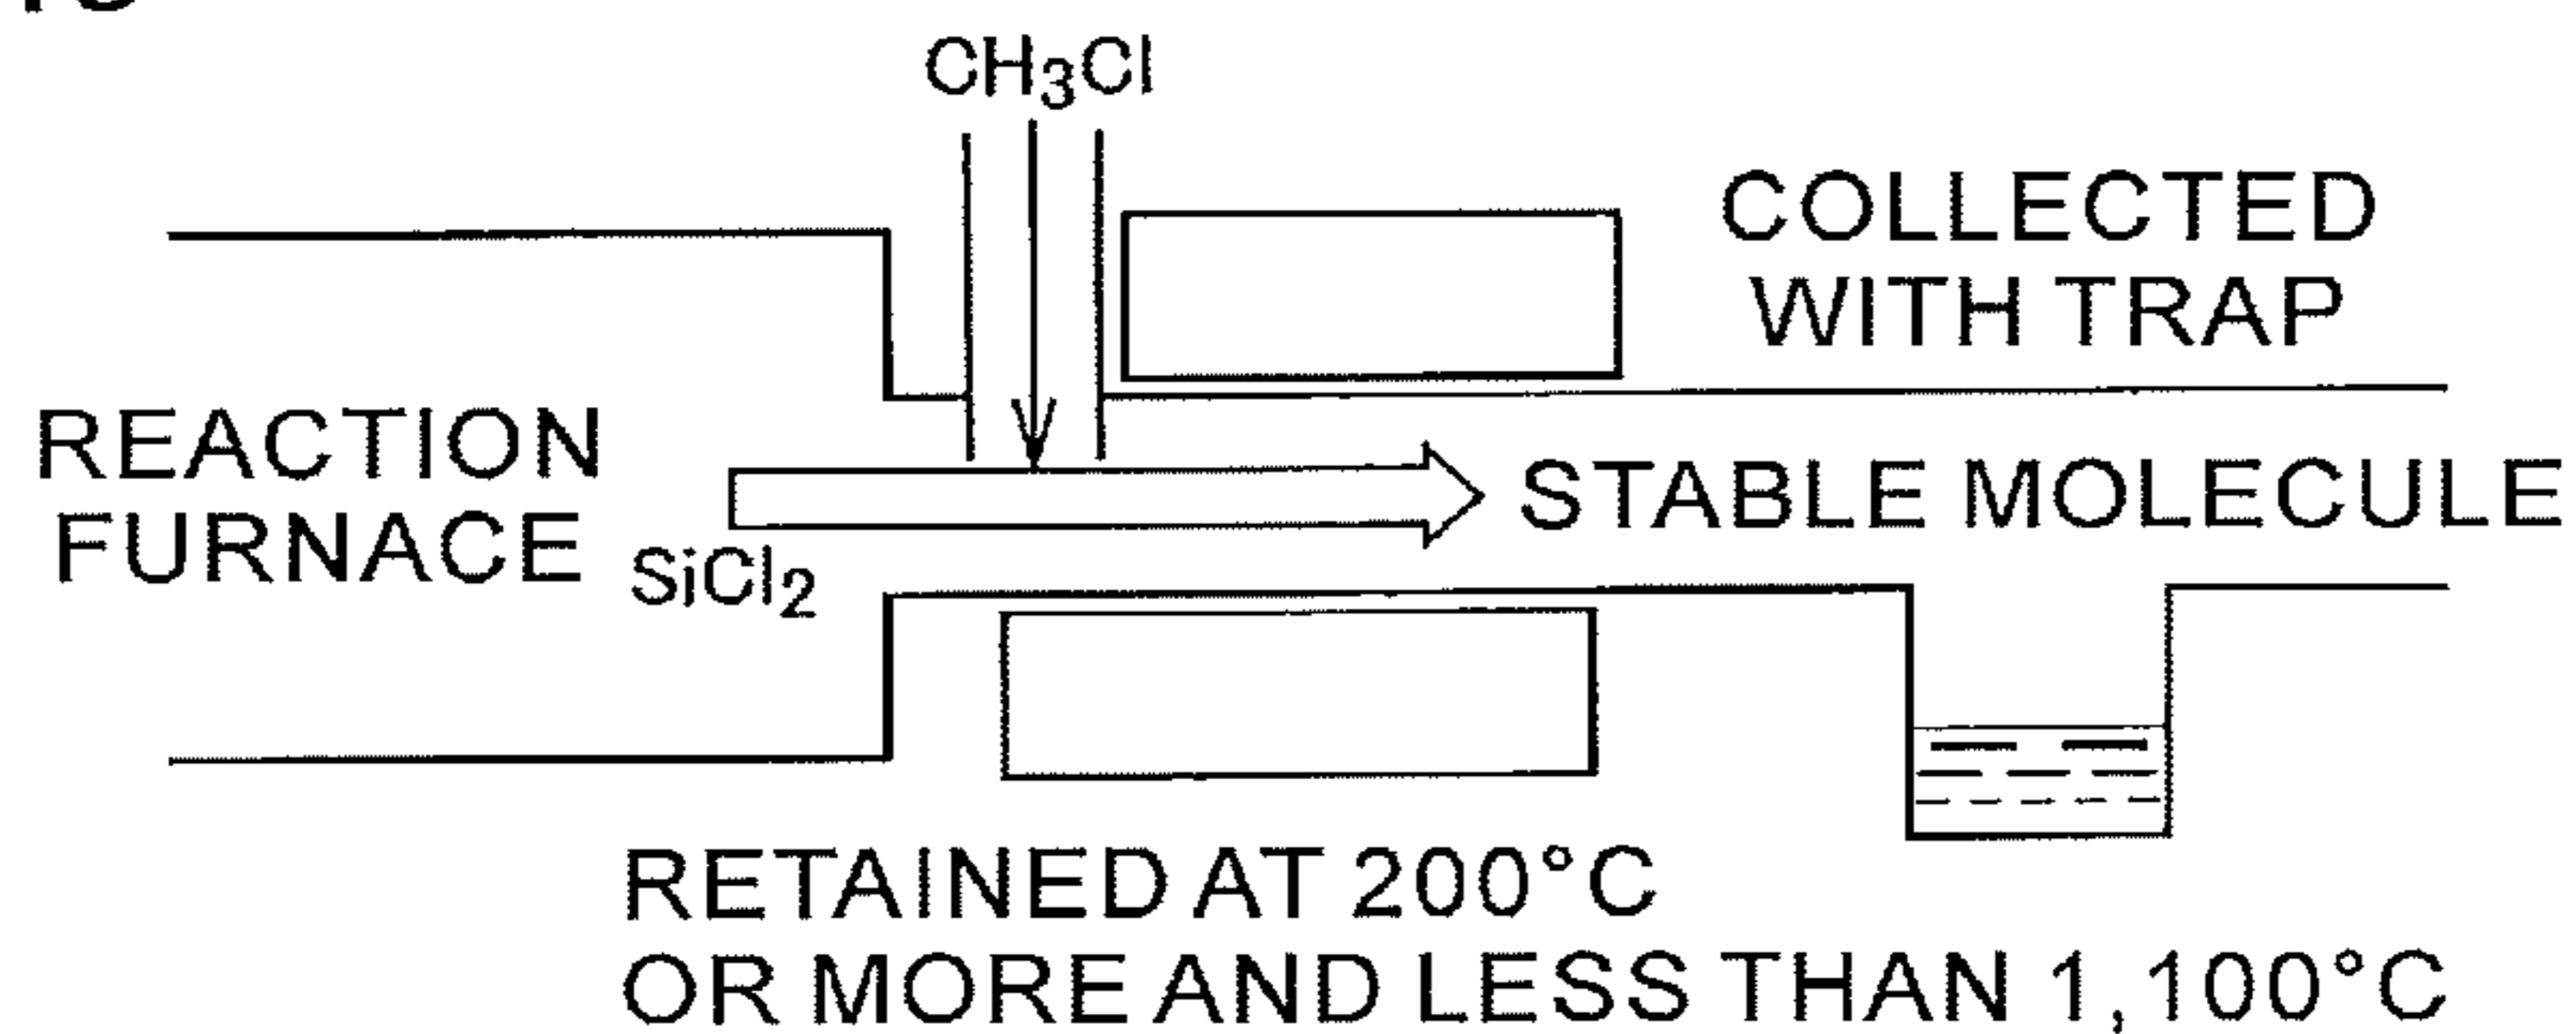 CH₃Cl
COLLECTED
WITH TRAP
REACTION
FURNACE
SiCl₂
STABLE MOLECULE
RETAINED AT 200°C
OR MORE AND LESS THAN 1,100°C